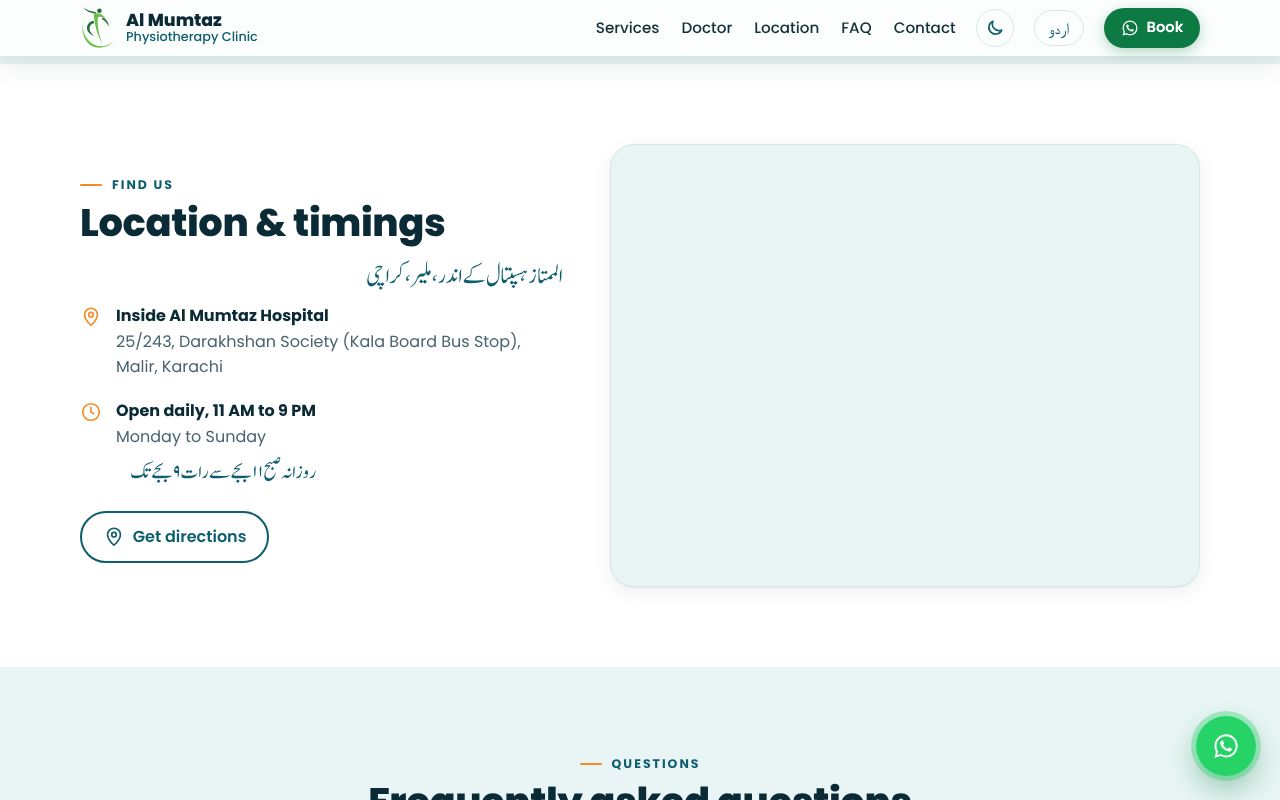 Al Mumtaz
Physiotherapy Clinic
Services
Doctor
Location
FAQ
Contact
اردو
Book
FIND US
Location & timings
الممتاز ہسپتال کے اندر، ملیر، کراچی
Inside Al Mumtaz Hospital
25/243, Darakhshan Society (Kala Board Bus Stop),
Malir, Karachi
Open daily, 11 AM to 9 PM
Monday to Sunday
روزانہ صبح ۱۱ بجے سے رات ۹ بجے تک
Get directions
QUESTIONS
Frequently asked questions